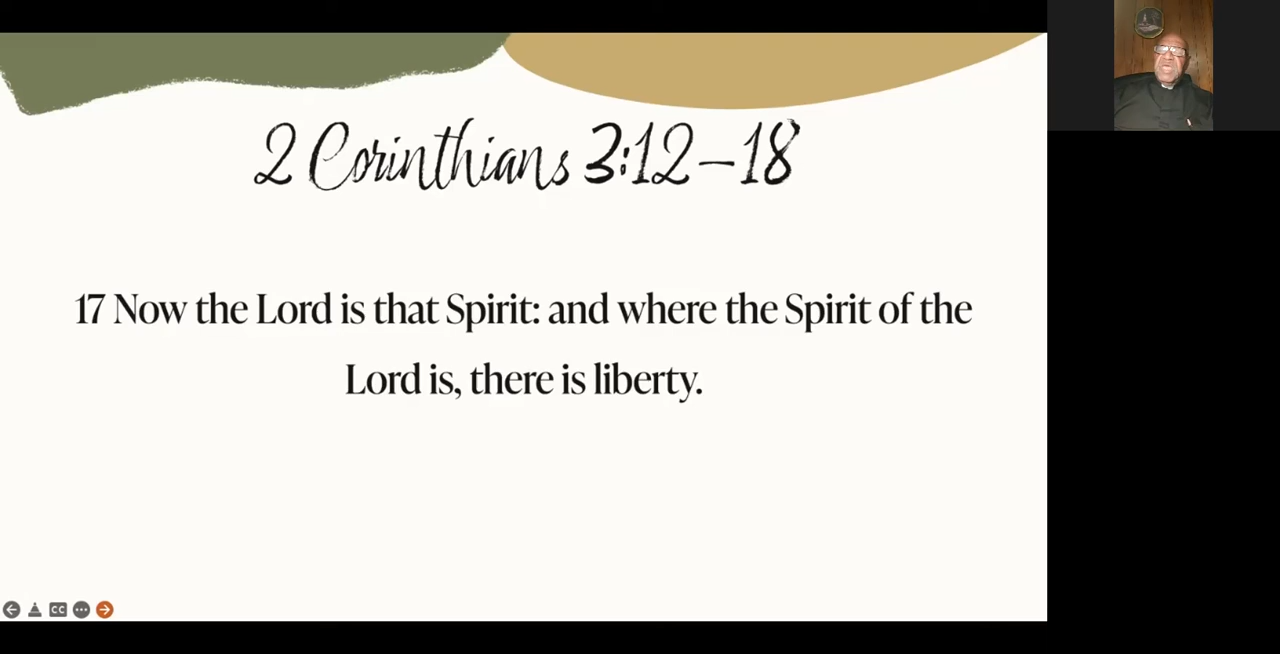 2 Corinthians 3:12–18
17 Now the Lord is that Spirit: and where the Spirit of the
Lord is, there is liberty.
CC